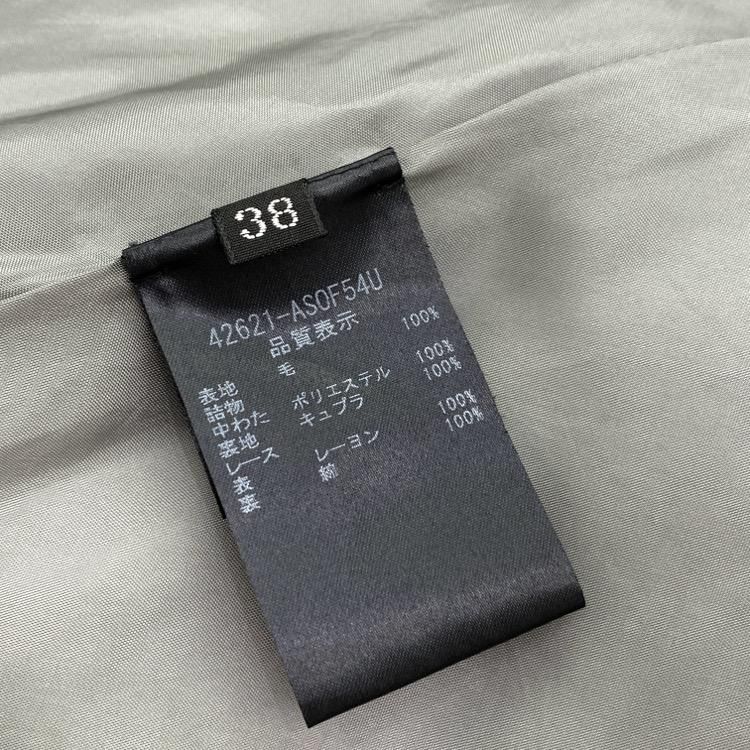 38
42621-ASOF54U
品質表示
表地 毛 100%
詰物
中わた ポリエステル 100%
裏地 キュプラ 100%
レース
表 レーヨン 100%
裏 綿 100%